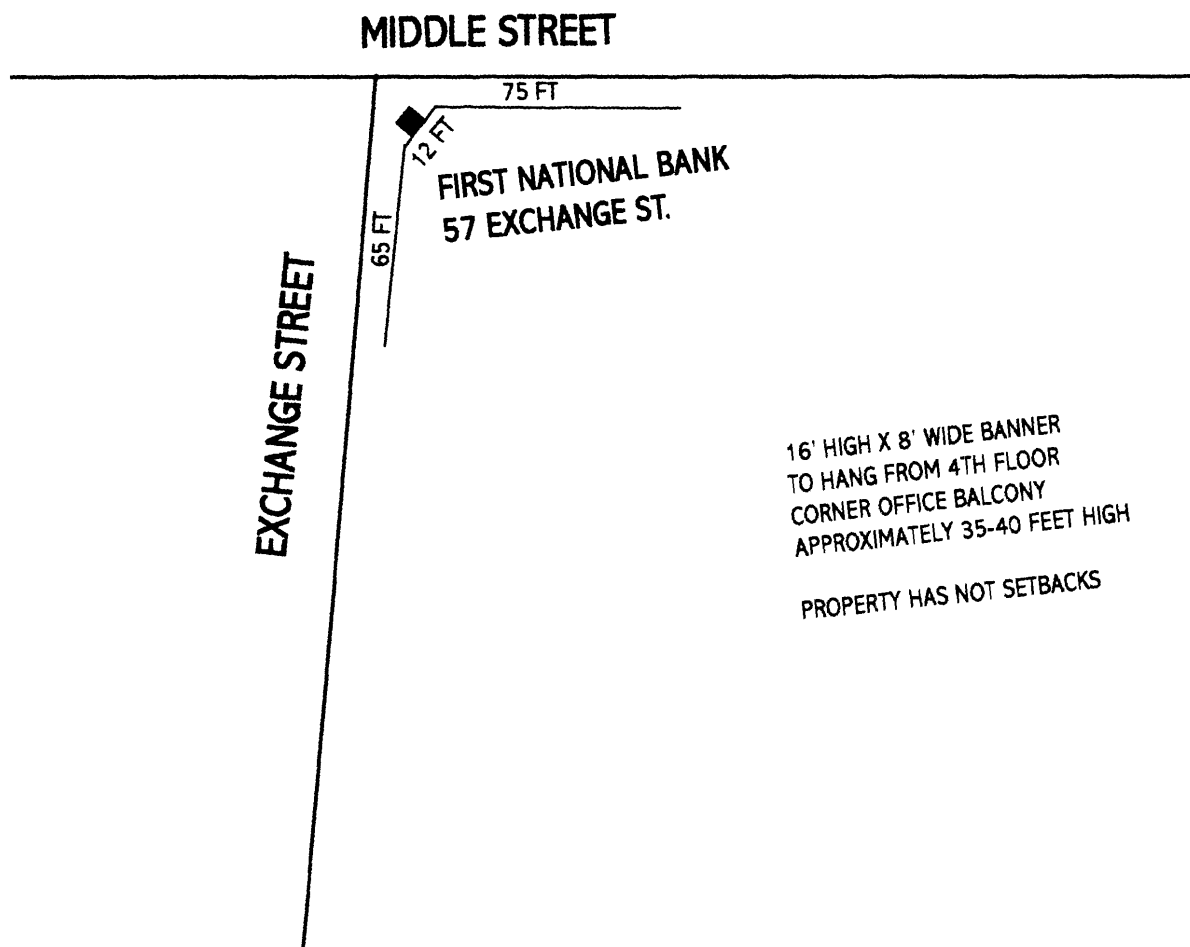 MIDDLE STREET
75 FT
12 FT
FIRST NATIONAL BANK
57 EXCHANGE ST.
65 FT
EXCHANGE STREET
16' HIGH X 8' WIDE BANNER
TO HANG FROM 4TH FLOOR
CORNER OFFICE BALCONY
APPROXIMATELY 35-40 FEET HIGH
PROPERTY HAS NOT SETBACKS